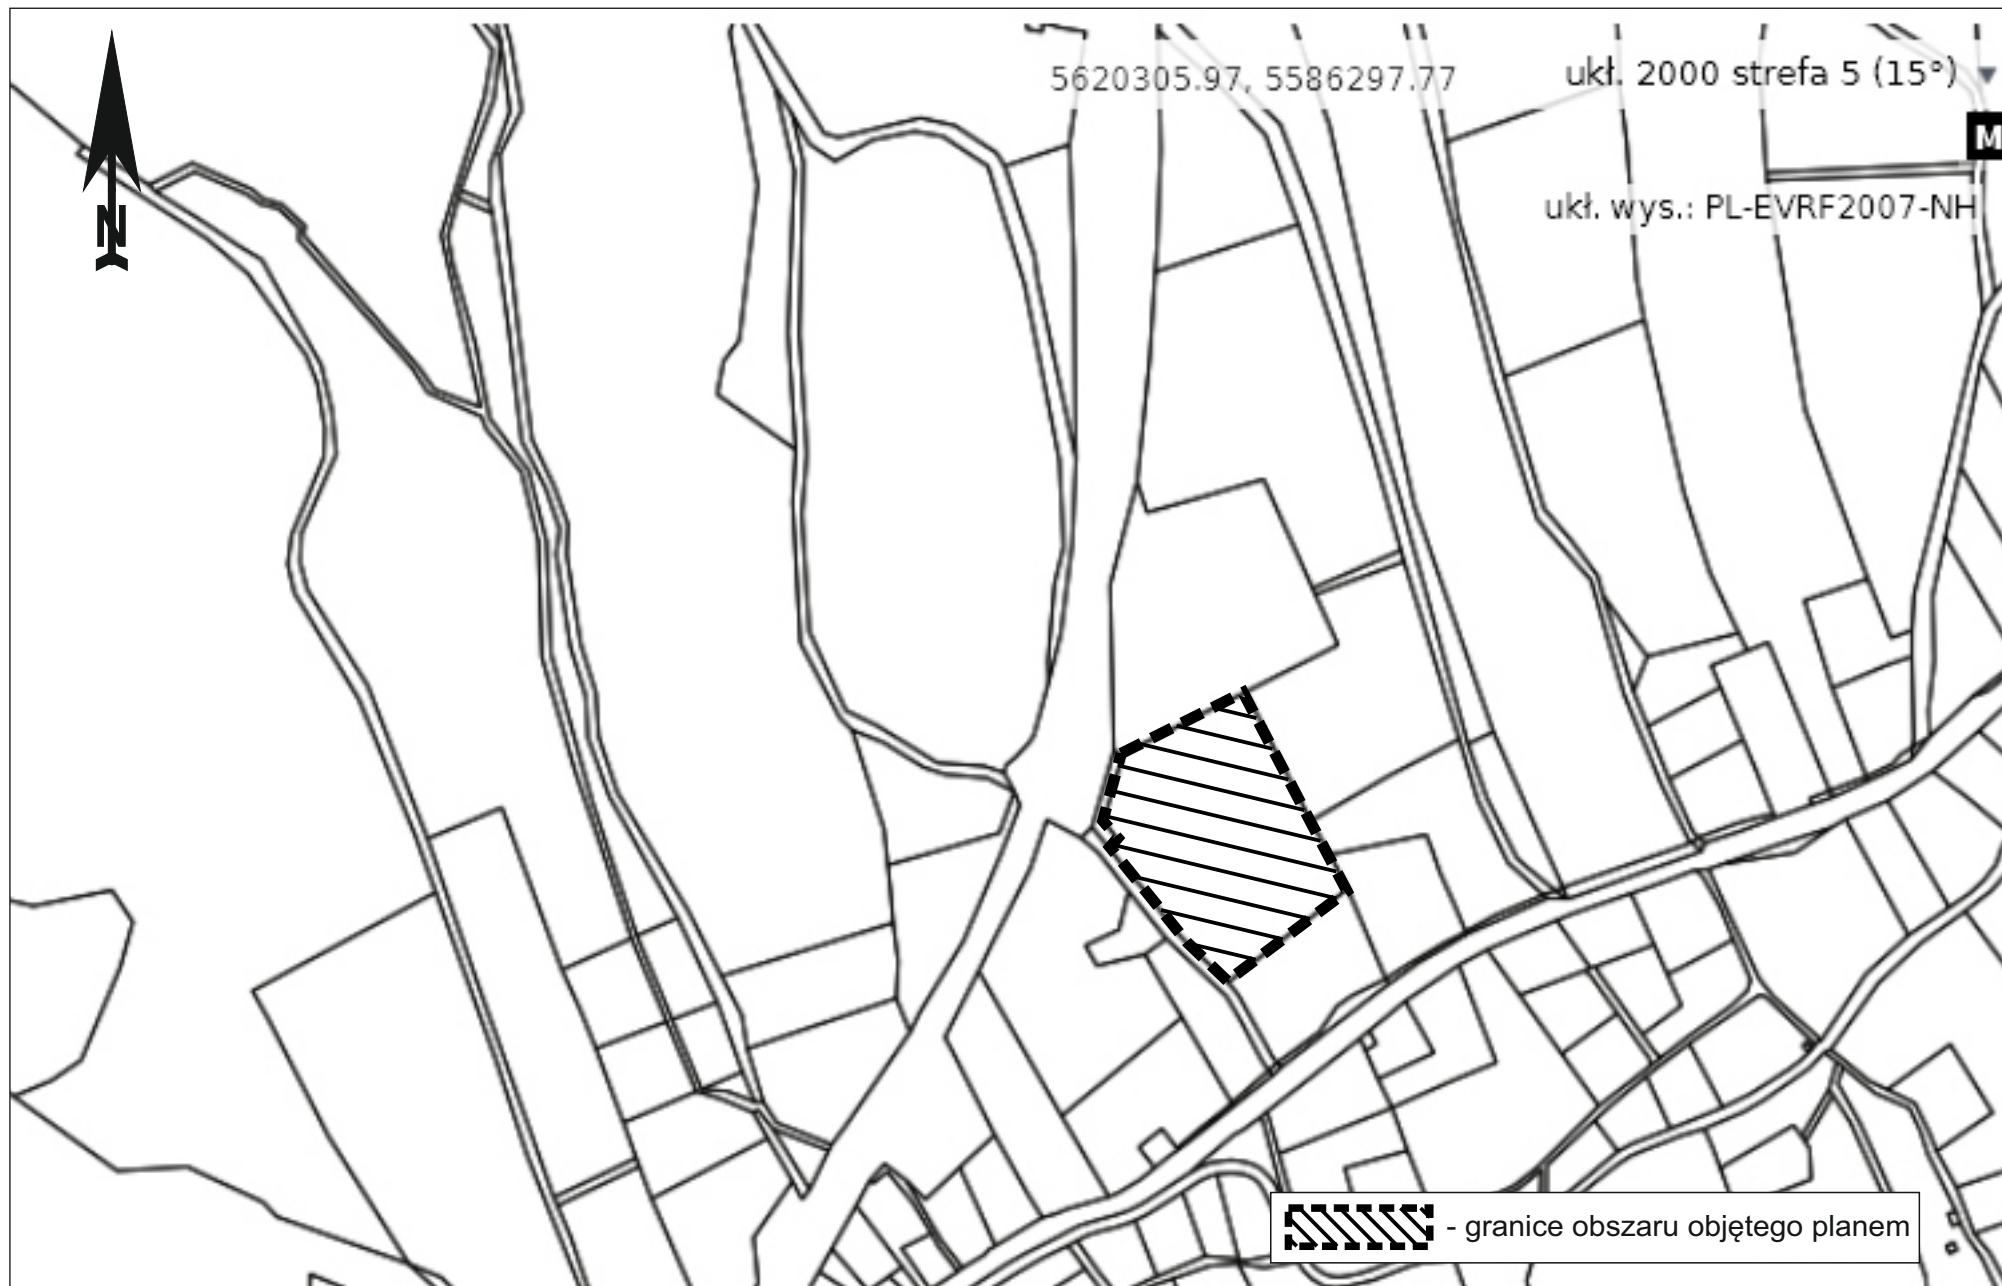 5620305.97, 5586297.77
ukł. 2000 strefa 5 (15°)
M
ukł. wys.: PL-EVRF2007-NH
N
- granice obszaru objętego planem